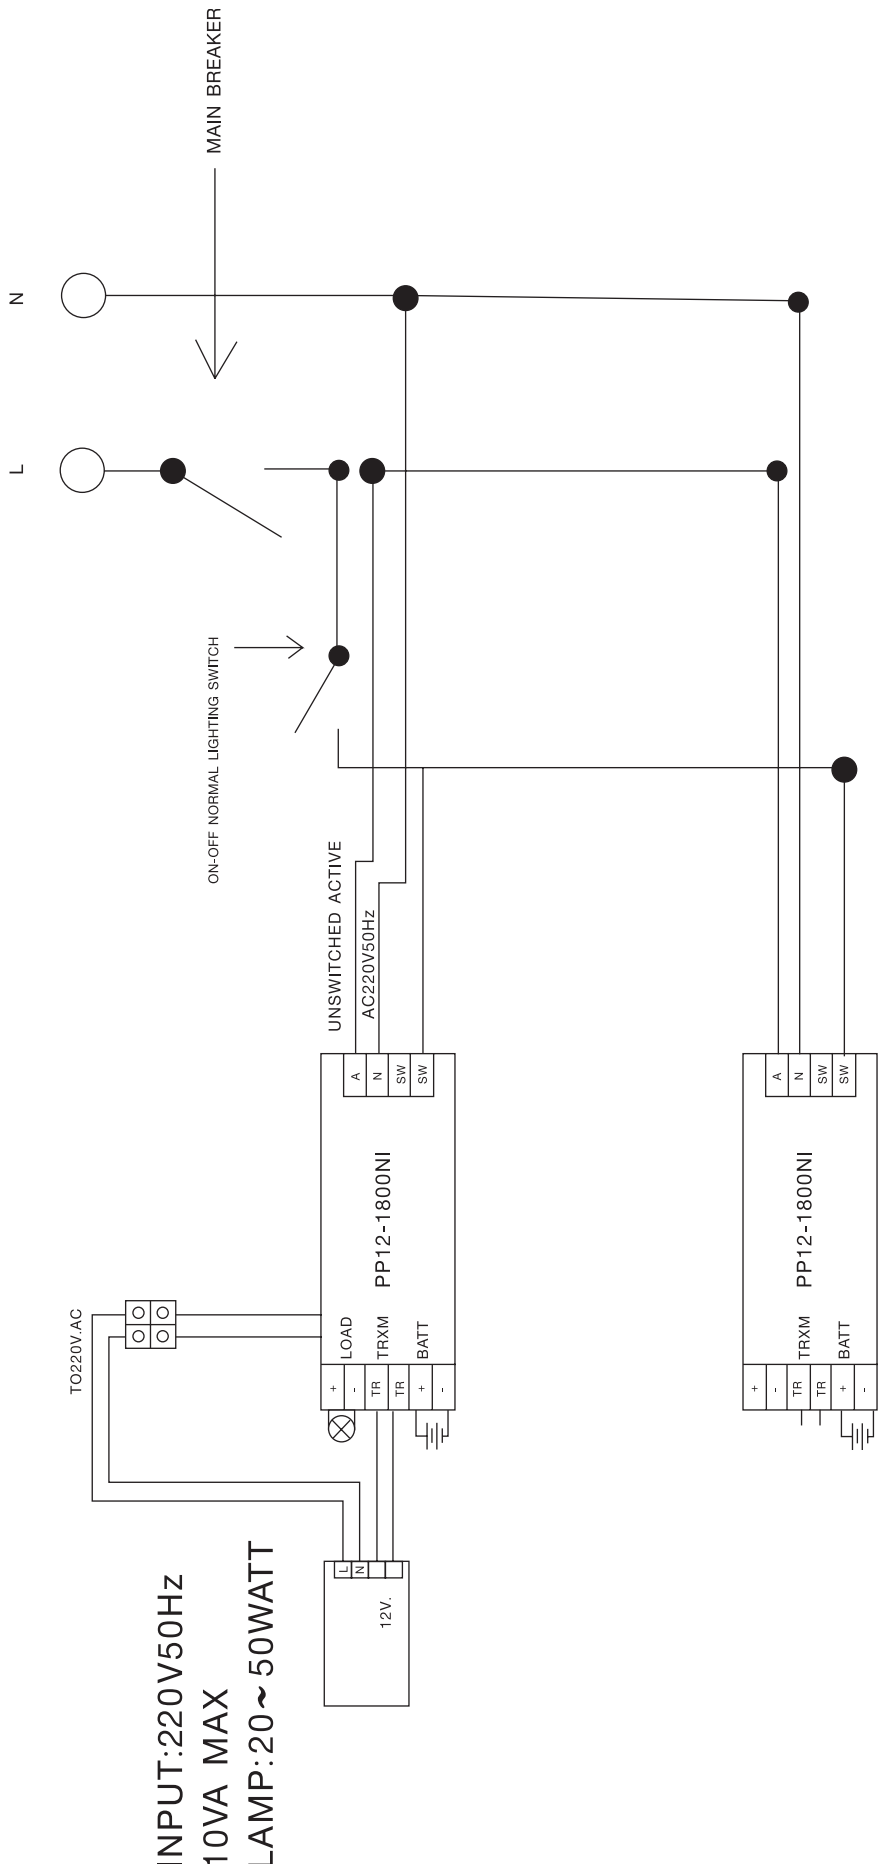 N
L
MAIN BREAKER
ON-OFF NORMAL LIGHTING SWITCH
UNSWITCHED ACTIVE
AC220V50Hz
A
N
SW
SW
PP12-1800NI
LOAD
TRXM
BATT
+
-
TR
TR
+
-
TO220V.AC
L
N
12V.
A
N
SW
SW
PP12-1800NI
TRXM
BATT
+
-
TR
TR
+
-
INPUT:220V50Hz
10VA MAX
LAMP:20~50WATT